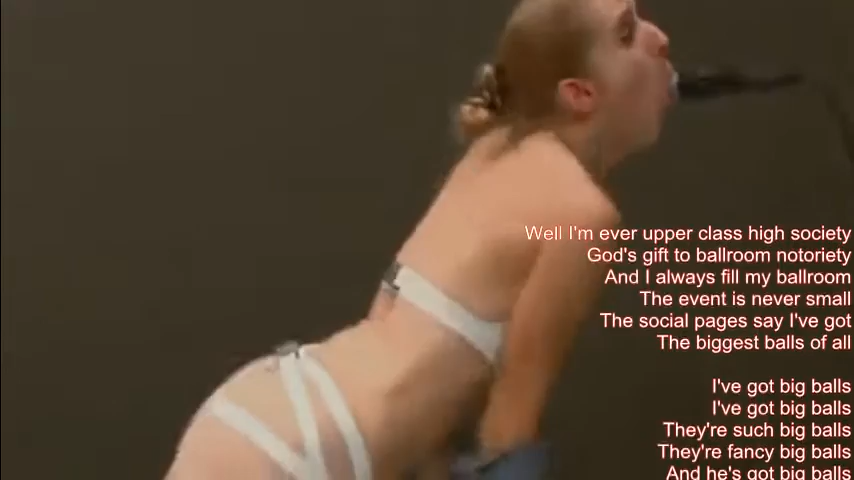 Well I'm ever upper class high society
God's gift to ballroom notoriety
And I always fill my ballroom
The event is never small
The social pages say I've got
The biggest balls of all
I've got big balls
I've got big balls
They're such big balls
They're fancy big balls
And he's got big balls